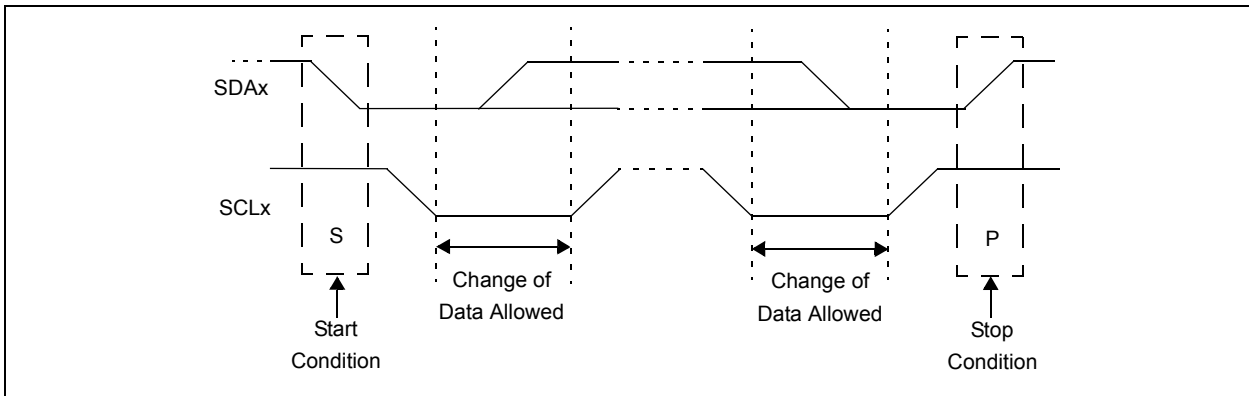 SDAx
SCLx
S
P
Change of
Data Allowed
Change of
Data Allowed
Start
Condition
Stop
Condition